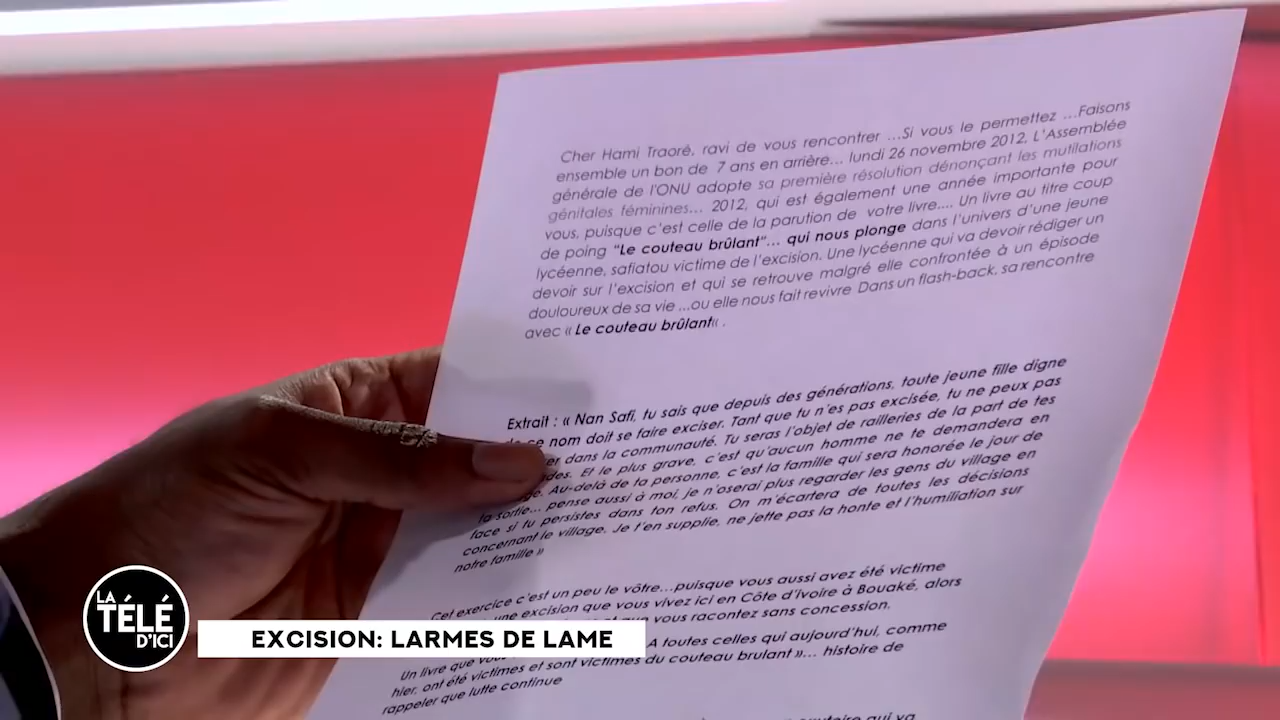 Cher Hami Traoré, ravi de vous rencontrer ...Si vous le permettez ...Faisons
ensemble un bon de 7 ans en arrière... lundi 26 novembre 2012, L'Assemblée
générale de l'ONU adopte sa première résolution dénonçant les mutilations
génitales féminines... 2012, qui est également une année importante pour
vous, puisque c'est celle de la parution de votre livre.... Un livre au titre coup
de poing "Le couteau brûlant"... qui nous plonge dans l'univers d'une jeune
lycéenne, safiatou victime de l'excision. Une lycéenne qui va devoir rédiger un
devoir sur l'excision et qui se retrouve malgré elle confrontée à un épisode
douloureux de sa vie ...ou elle nous fait revivre Dans un flash-back, sa rencontre
avec « Le couteau brûlant« .
Extrait : « Nan Safi, tu sais que depuis des générations, toute jeune fille digne
de ce nom doit se faire exciser. Tant que tu n'es pas excisée, tu ne peux pas
er dans la communauté. Tu seras l'objet de railleries de la part de tes
des. Et le plus grave, c'est qu'aucun homme ne te demandera en
ge. Au-delà de ta personne, c'est la famille qui sera honorée le jour de
la sortie... pense aussi à moi, je n'oserai plus regarder les gens du village en
face si tu persistes dans ton refus. On m'écartera de toutes les décisions
concernant le village. Je t'en supplie, ne jette pas la honte et l'humiliation sur
notre famille »
Cet exercice c'est un peu le vôtre...puisque vous aussi avez été victime
une excision que vous vivez ici en Côte d'Ivoire à Bouaké, alors
vous racontez sans concession.
Un livre que A toutes celles qui aujourd'hui, comme
hier, ont été victimes et sont victimes du couteau brulant »... histoire de
rappeler que lutte continue
qui va
LA
TÉLÉ
D'ICI
EXCISION: LARMES DE LAME